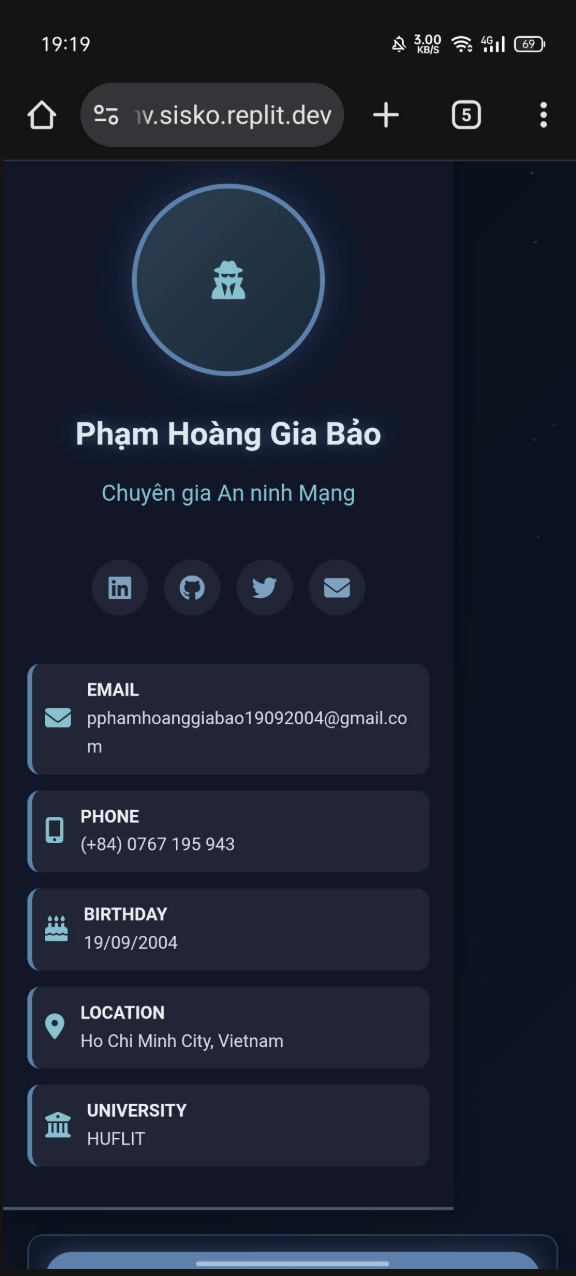 19:19
3.00
KB/S
4G
69
v.sisko.replit.dev
5
Phạm Hoàng Gia Bảo
Chuyên gia An ninh Mạng
in
EMAIL
pphamhoanggiabao19092004@gmail.co
m
PHONE
(+84) 0767 195 943
BIRTHDAY
19/09/2004
LOCATION
Ho Chi Minh City, Vietnam
UNIVERSITY
HUFLIT